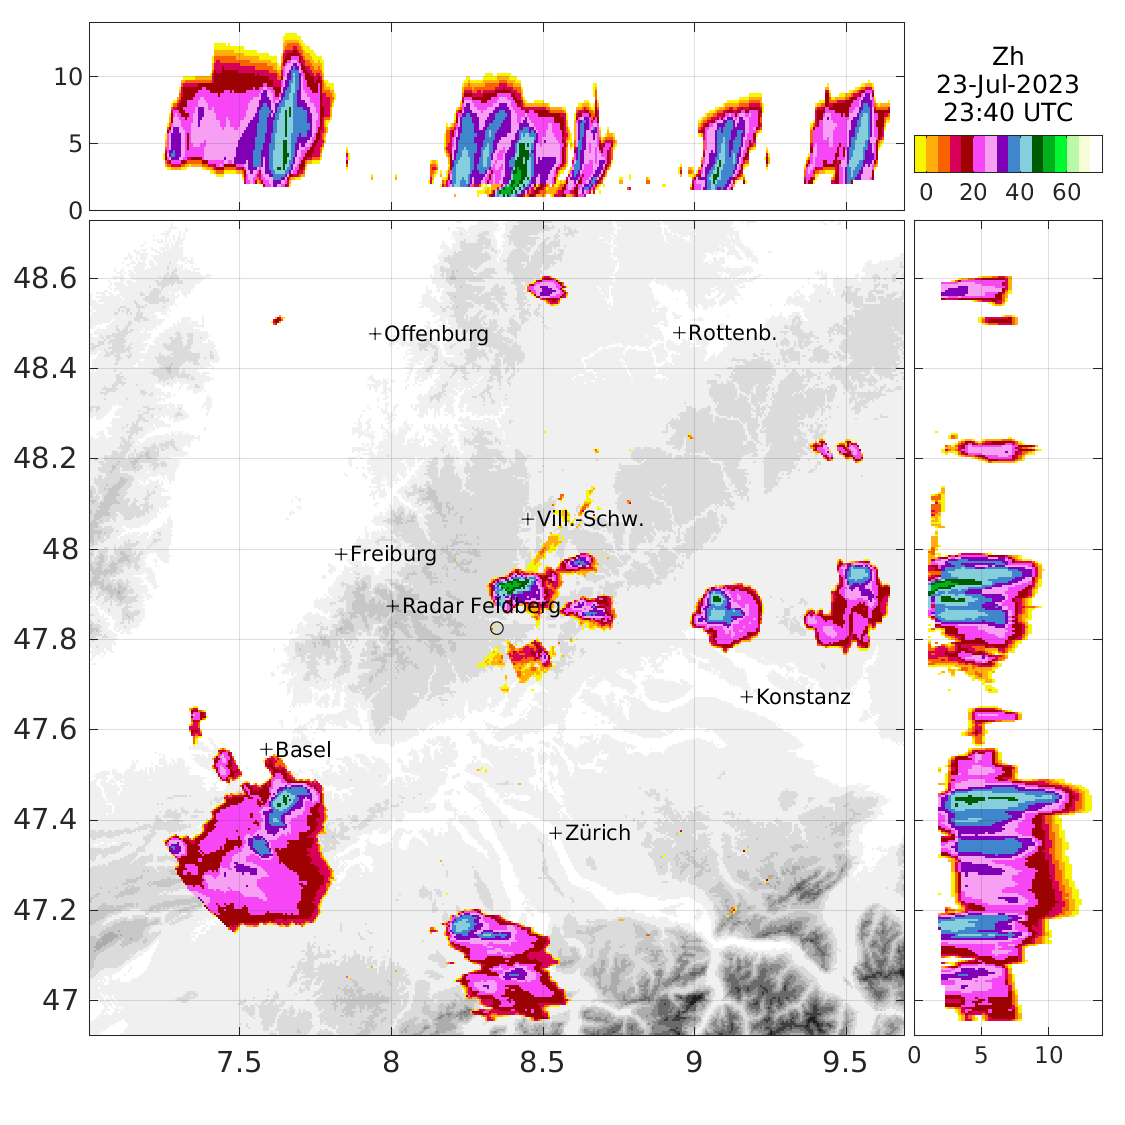 10
5
0
Zh
23-Jul-2023
23:40 UTC
0 20 40 60
48.6
48.4
48.2
48
47.8
47.6
47.4
47.2
47
+Offenburg
+Rottenb.
+Vill.-Schw.
+Freiburg
+Radar Feldberg
+Konstanz
+Basel
+Zürich
7.5 8 8.5 9 9.5
0 5 10